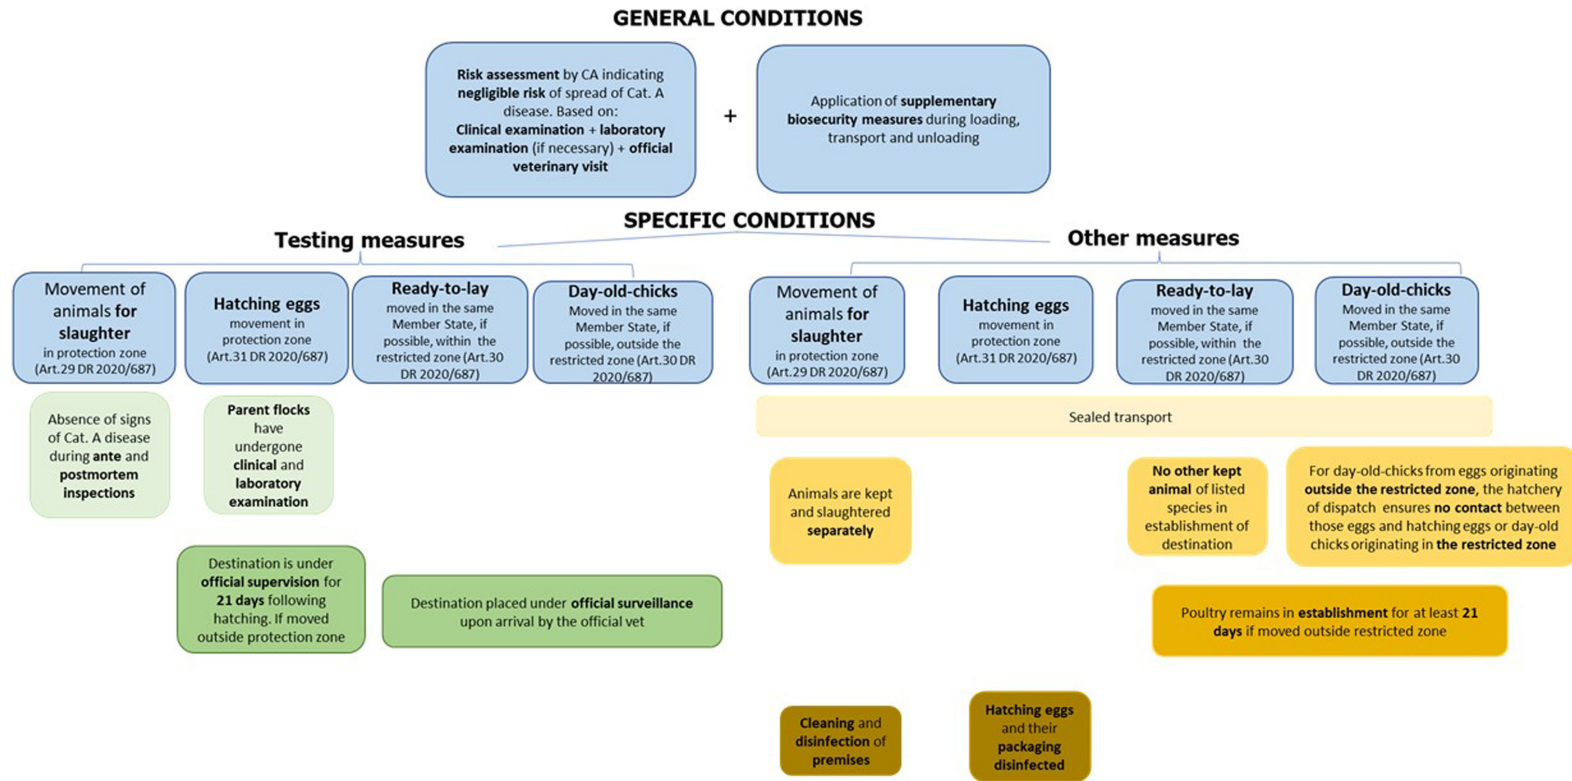 GENERAL CONDITIONS
Risk assessment by CA indicating
negligible risk of spread of Cat. A
disease. Based on:
Clinical examination + laboratory
examination (if necessary) + official
veterinary visit
+
Application of supplementary
biosecurity measures during loading,
transport and unloading
SPECIFIC CONDITIONS
Testing measures
Other measures
Movement of
animals for
slaughter
in protection zone
(Art.29 DR 2020/687)
Hatching eggs
movement in
protection zone
(Art.31 DR 2020/687)
Ready-to-lay
moved in the same
Member State, if
possible, within the
restricted zone (Art.30
DR 2020/687)
Day-old-chicks
Moved in the same
Member State, if
possible, outside the
restricted zone (Art.30 DR
2020/687)
Movement of
animals for
slaughter
in protection zone
(Art.29 DR 2020/687)
Hatching eggs
movement in
protection zone
(Art.31 DR 2020/687)
Ready-to-lay
moved in the same
Member State, if
possible, within the
restricted zone (Art.30
DR 2020/687)
Day-old-chicks
Moved in the same
Member State, if
possible, outside the
restricted zone (Art.30
DR 2020/687)
Absence of signs
of Cat. A disease
during ante and
postmortem
inspections
Parent flocks
have
undergone
clinical and
laboratory
examination
Sealed transport
Animals are kept
and slaughtered
separately
No other kept
animal of listed
species in
establishment of
destination
For day-old-chicks from eggs originating
outside the restricted zone, the hatchery
of dispatch ensures no contact between
those eggs and hatching eggs or day-old
chicks originating in the restricted zone
Destination is under
official supervision for
21 days following
hatching. If moved
outside protection zone
Destination placed under official surveillance
upon arrival by the official vet
Poultry remains in establishment for at least 21
days if moved outside restricted zone
Cleaning and
disinfection of
premises
Hatching eggs
and their
packaging
disinfected